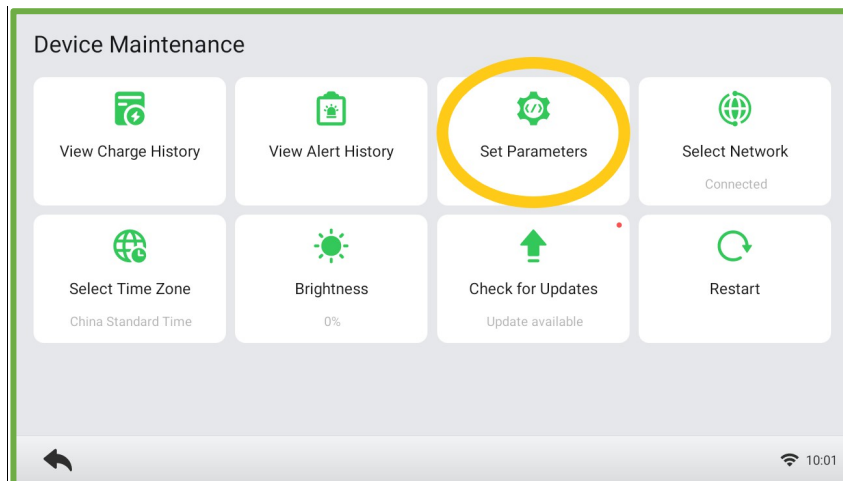 Device Maintenance
View Charge History
View Alert History
Set Parameters
Select Network
Connected
Select Time Zone
China Standard Time
Brightness
0%
Check for Updates
Update available
Restart
10:01